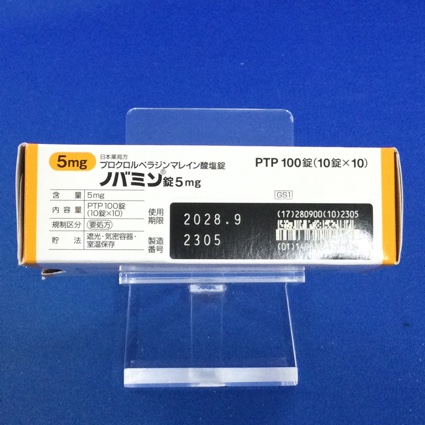 5mg
日本薬局方
プロクロルペラジンマレイン酸塩錠
ノバミン®錠5mg
PTP 100錠(10錠×10)
含量 5mg
内容量 PTP100錠
(10錠×10)
規制区分 要処方
貯法 遮光・気密容器・
室温保存
使用
期限
2028.9
製造
番号
2305
GS1
(17)280900(10)2305